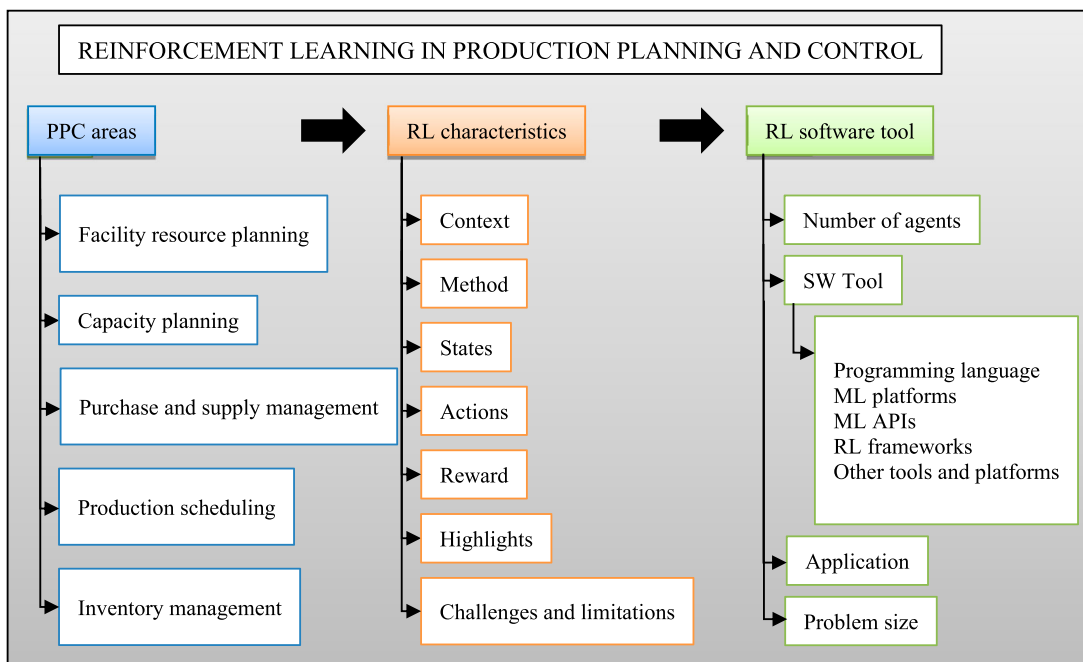 REINFORCEMENT LEARNING IN PRODUCTION PLANNING AND CONTROL
PPC areas
Facility resource planning
Capacity planning
Purchase and supply management
Production scheduling
Inventory management
RL characteristics
Context
Method
States
Actions
Reward
Highlights
Challenges and limitations
RL software tool
Number of agents
SW Tool
Programming language
ML platforms
ML APIs
RL frameworks
Other tools and platforms
Application
Problem size